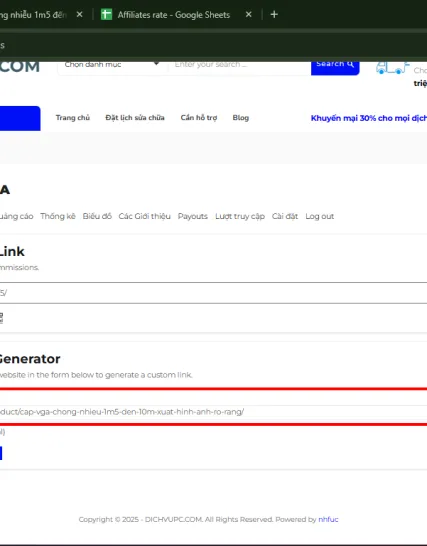 nhiễu 1m5 đến
Affiliates rate - Google Sheets
.COM
Chọn danh mục
Enter your search ...
Search
triệ
Trang chủ Đặt lịch sửa chữa Cần hỗ trợ Blog
Khuyến mại 30% cho mọi dịch
A
uảng cáo Thống kê Biểu đồ Các Giới thiệu Payouts Lượt truy cập Cài đặt Log out
Link
mmissions.
5/
Generator
website in the form below to generate a custom link.
duct/cap-vga-chong-nhieu-1m5-den-10m-xuat-hinh-anh-ro-rang/
Copyright © 2025 - DICHVUPC.COM. All Rights Reserved. Powered by nhfuc